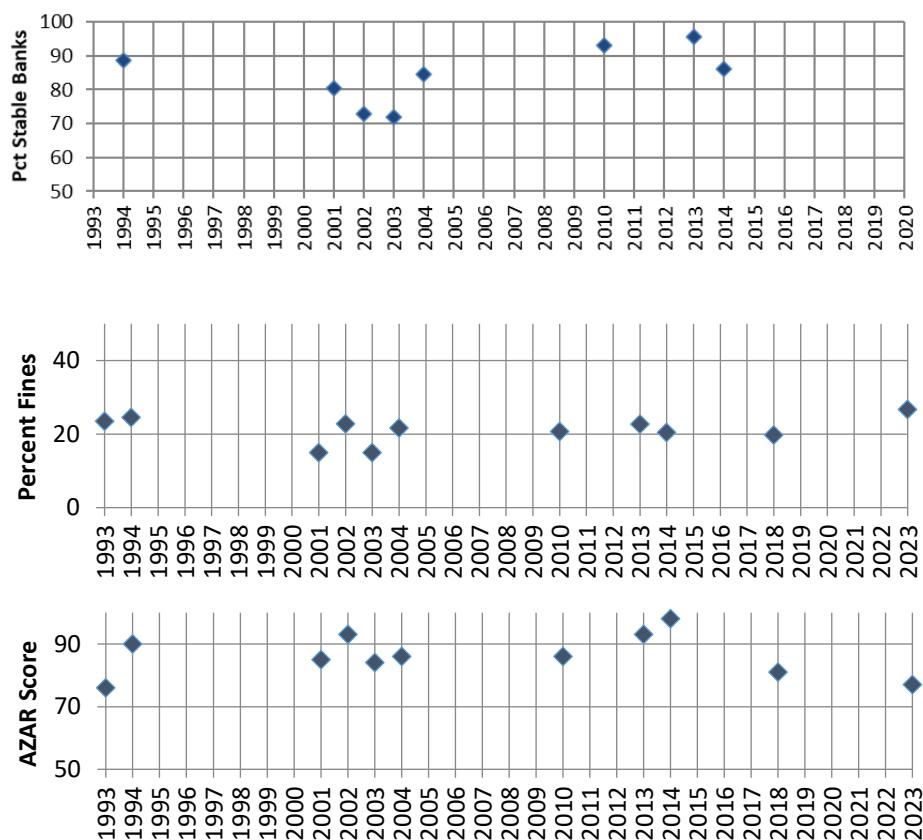 Pct Stable Banks
100
90
80
70
60
50
1993 1994 1995 1996 1997 1998 1999 2000 2001 2002 2003 2004 2005 2006 2007 2008 2009 2010 2011 2012 2013 2014 2015 2016 2017 2018 2019 2020
Percent Fines
40
20
0
1993 1994 1995 1996 1997 1998 1999 2000 2001 2002 2003 2004 2005 2006 2007 2008 2009 2010 2011 2012 2013 2014 2015 2016 2017 2018 2019 2020 2021 2022 2023
AZAR Score
90
70
50
1993 1994 1995 1996 1997 1998 1999 2000 2001 2002 2003 2004 2005 2006 2007 2008 2009 2010 2011 2012 2013 2014 2015 2016 2017 2018 2019 2020 2021 2022 2023